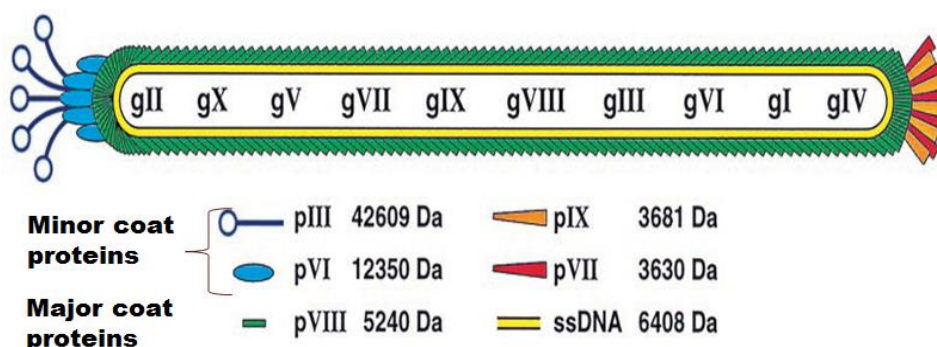 gII gX gV gVII gIX gVIII gIII gVI gI gIV
Minor coat
proteins
pIII 42609 Da
pIX 3681 Da
pVI 12350 Da
pVII 3630 Da
Major coat
proteins
pVIII 5240 Da
ssDNA 6408 Da